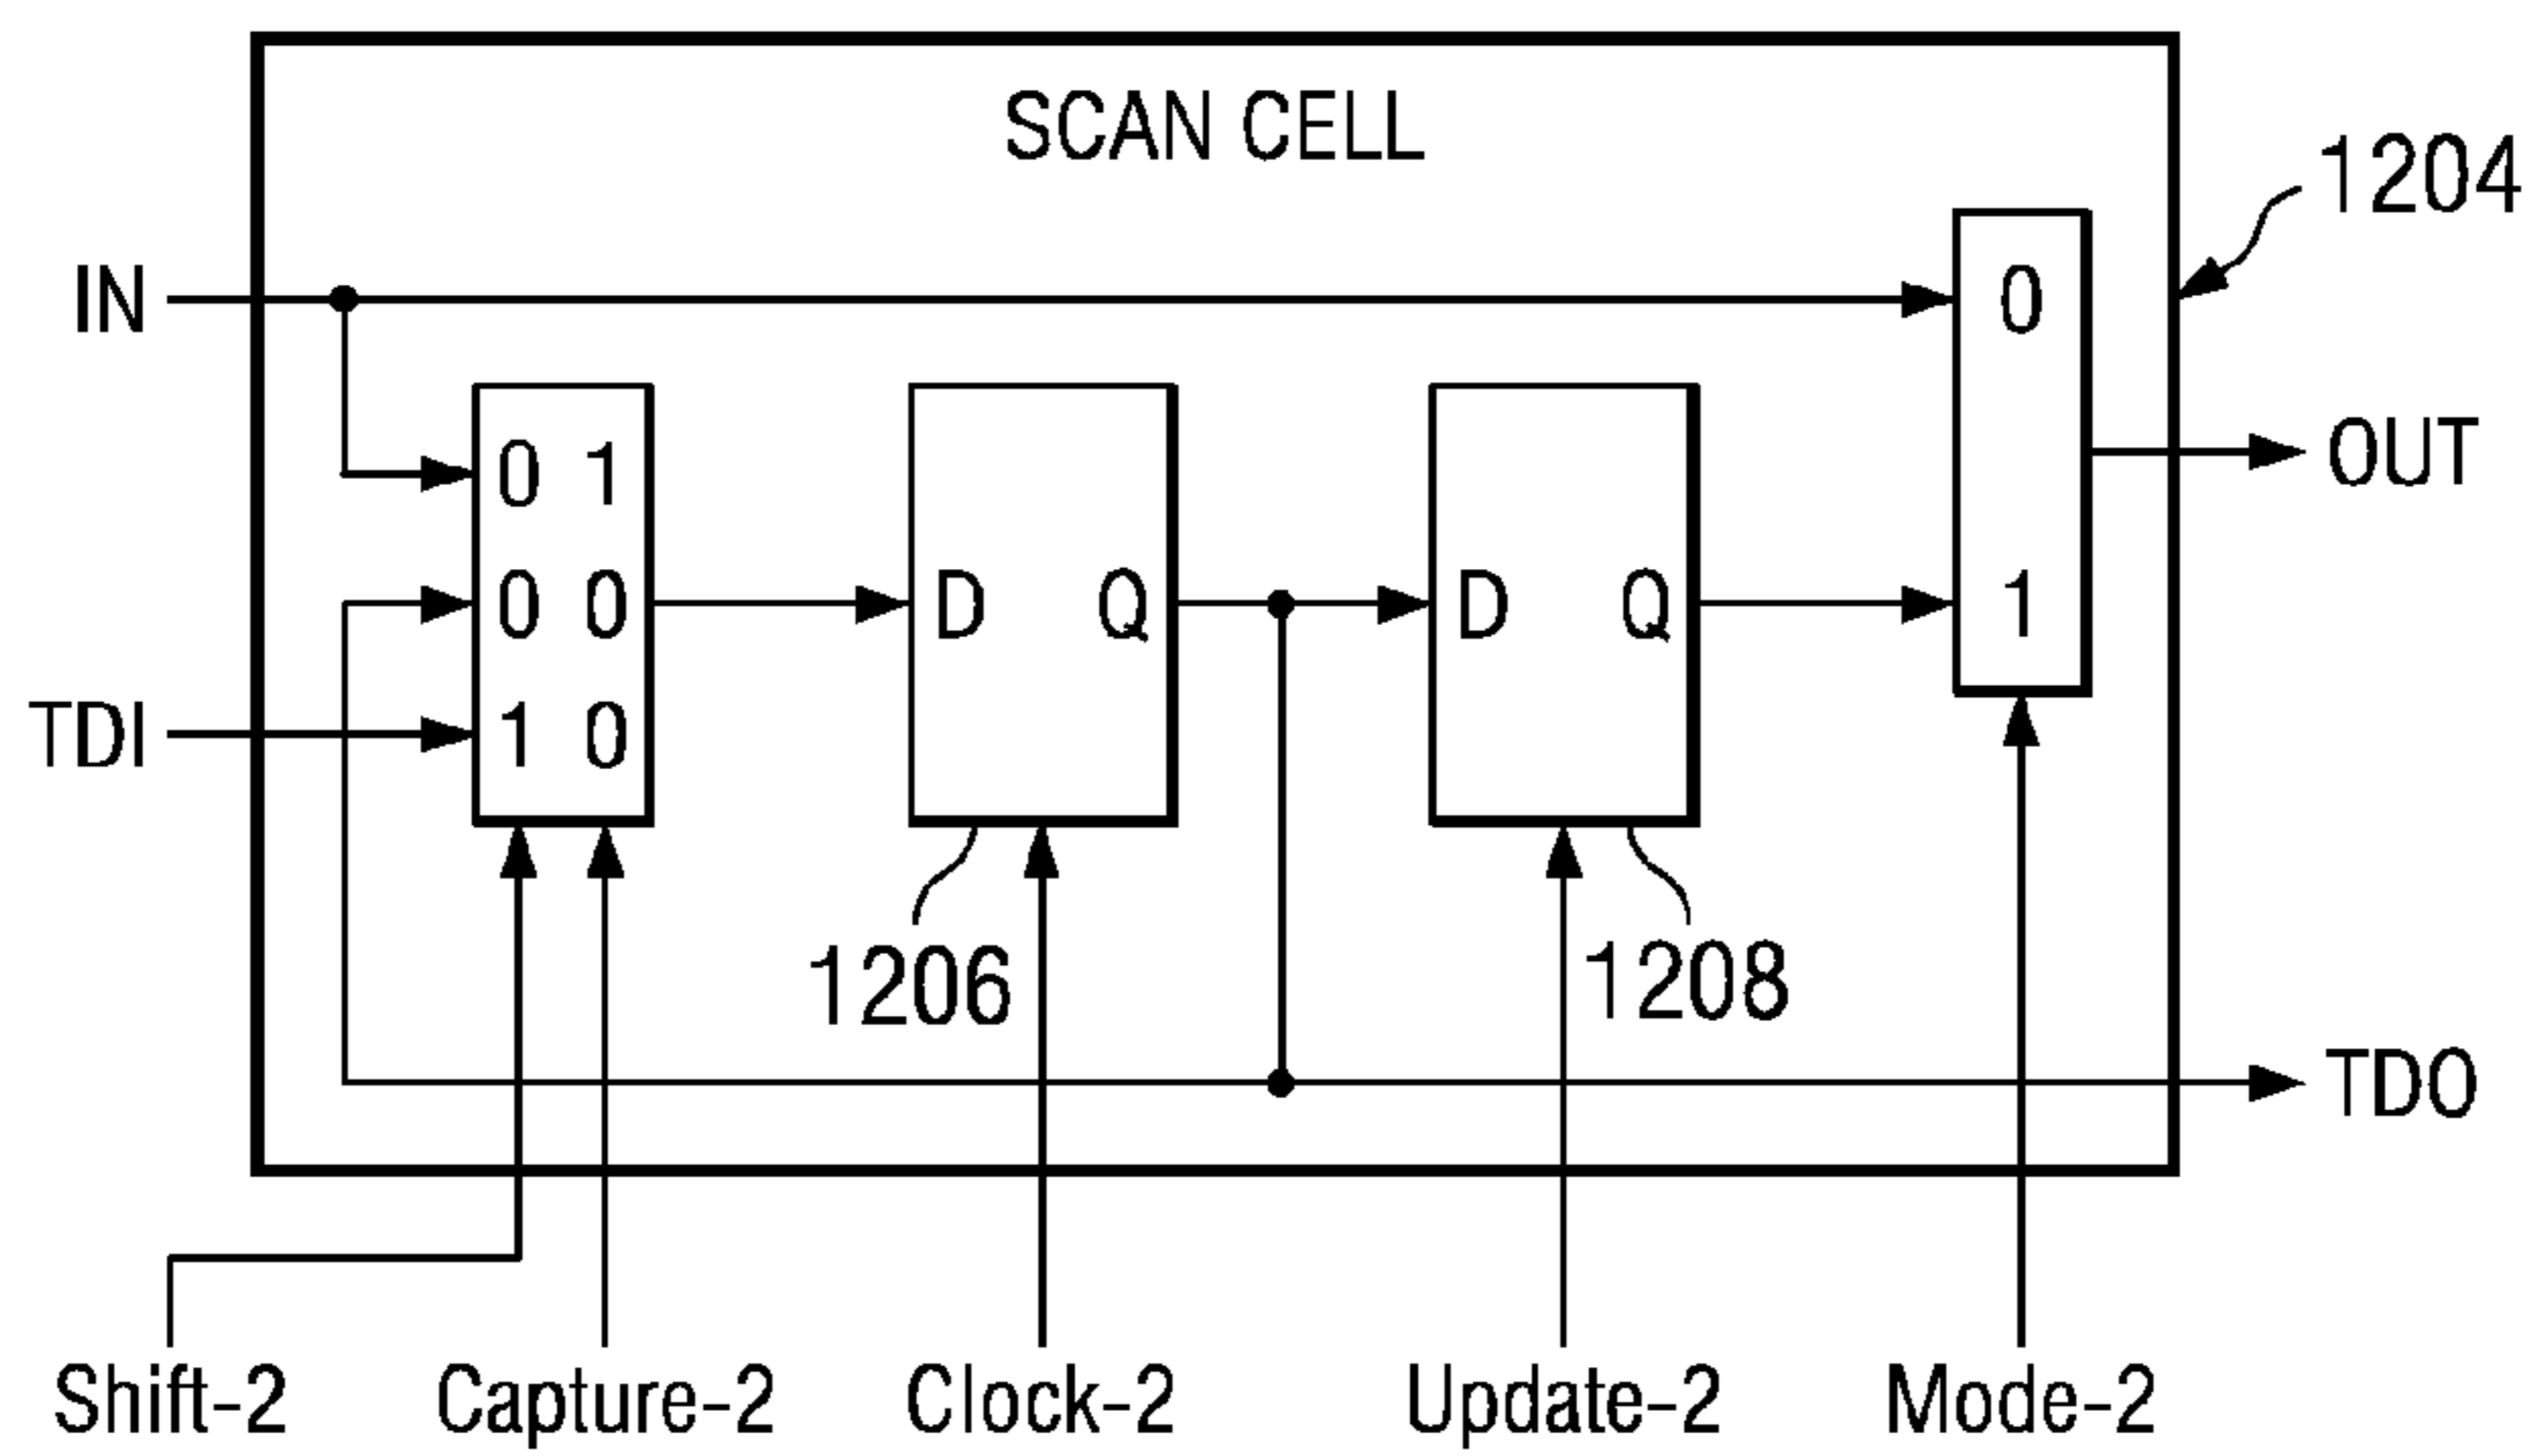 SCAN CELL
1204
IN
0
0 1
OUT
0 0
D Q
D Q
1
TDI
1 0
1206
1208
TDO
Shift-2
Capture-2
Clock-2
Update-2
Mode-2